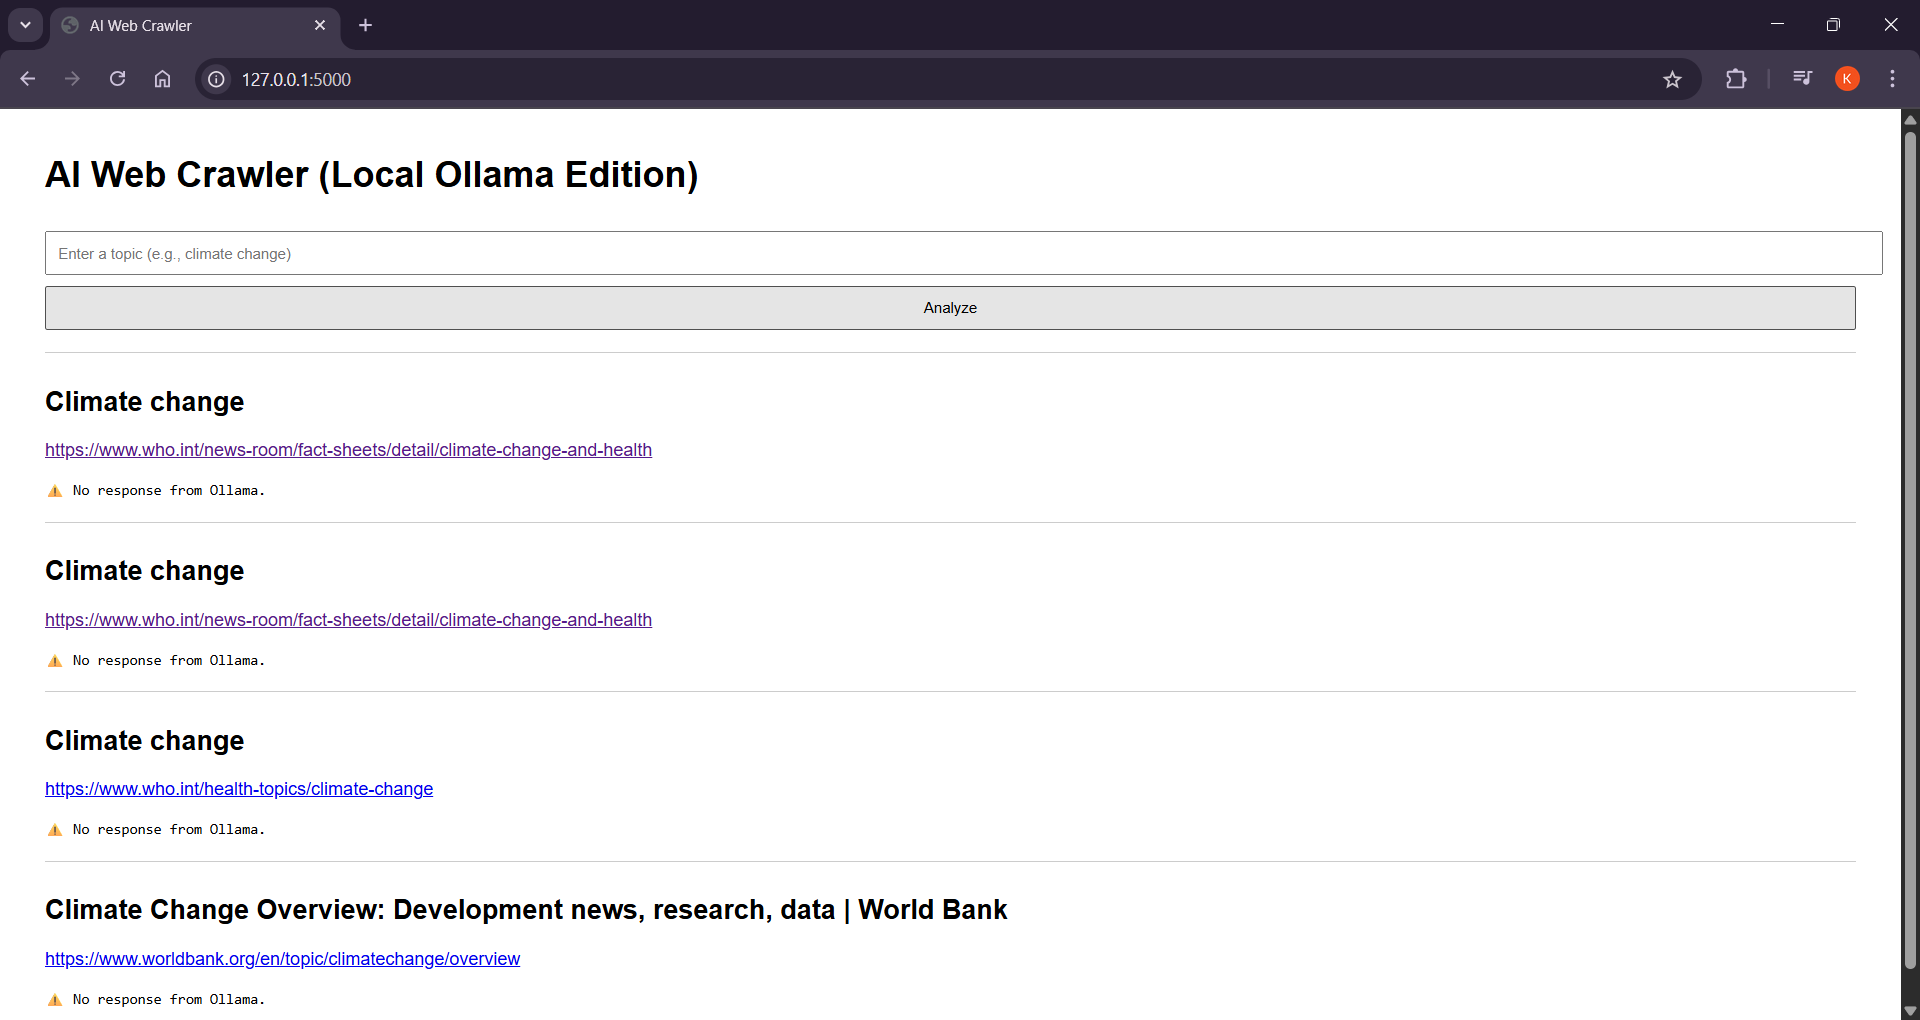 AI Web Crawler
127.0.0.1:5000
K
AI Web Crawler (Local Ollama Edition)
Enter a topic (e.g., climate change)
Analyze
Climate change
https://www.who.int/news-room/fact-sheets/detail/climate-change-and-health
⚠ No response from Ollama.
Climate change
https://www.who.int/news-room/fact-sheets/detail/climate-change-and-health
⚠ No response from Ollama.
Climate change
https://www.who.int/health-topics/climate-change
⚠ No response from Ollama.
Climate Change Overview: Development news, research, data | World Bank
https://www.worldbank.org/en/topic/climatechange/overview
⚠ No response from Ollama.